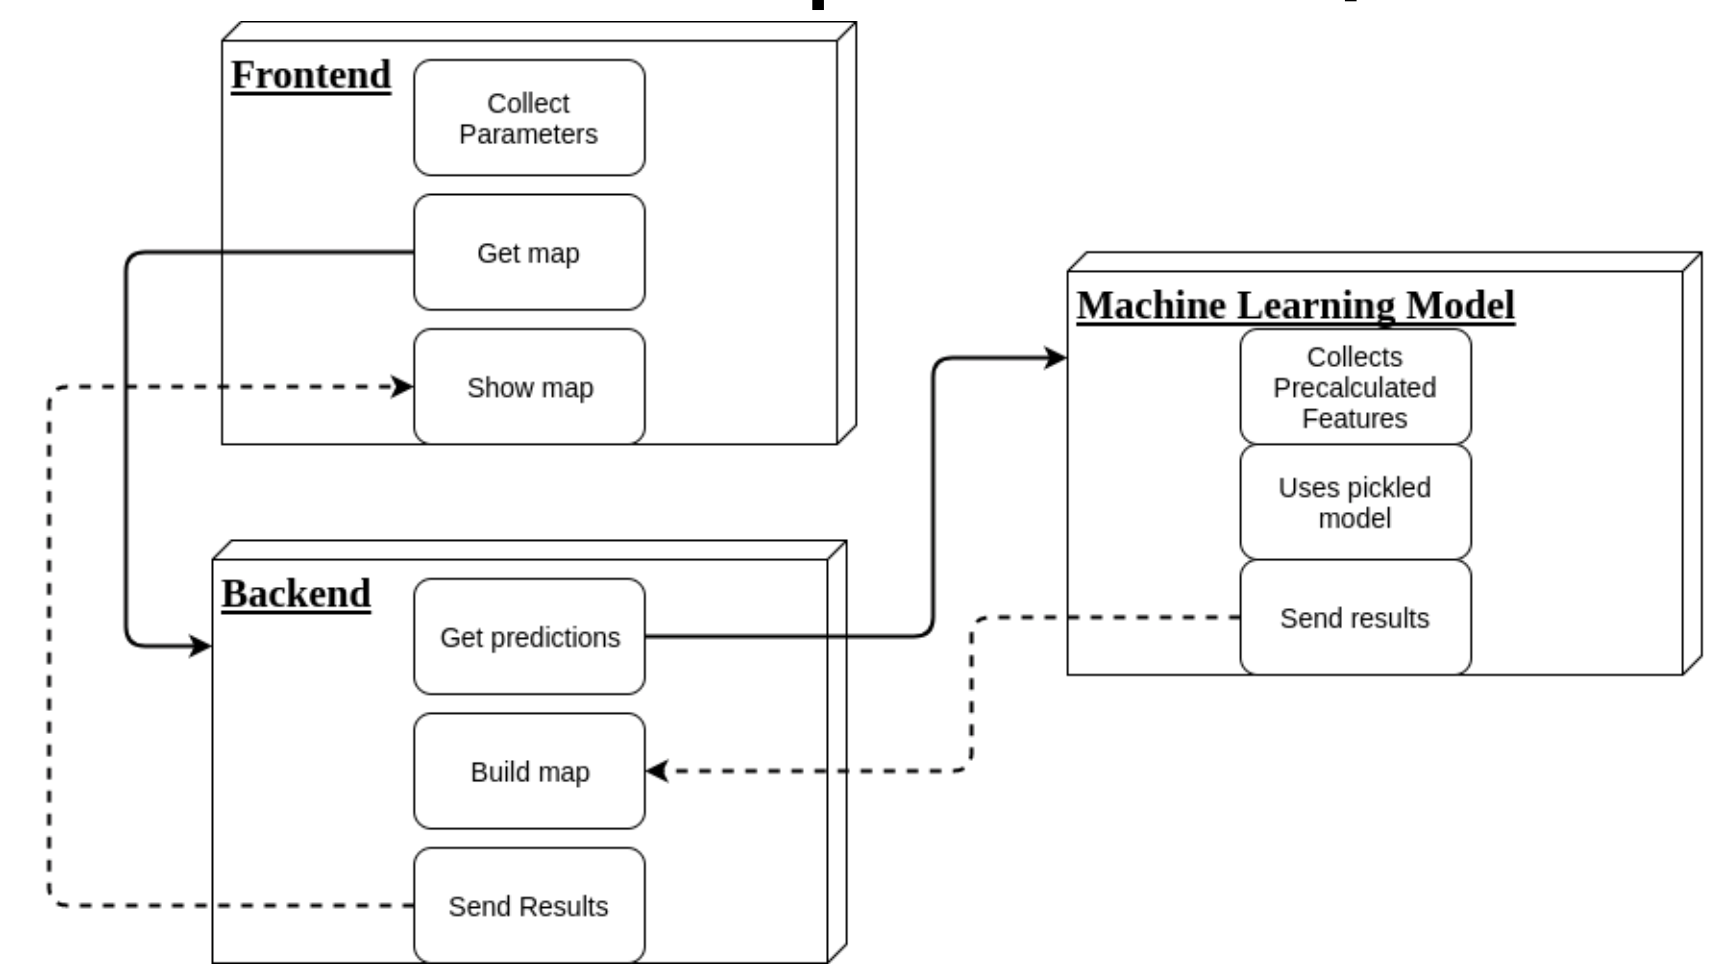 Frontend
Collect
Parameters
Get map
Show map
Machine Learning Model
Collects
Precalculated
Features
Uses pickled
model
Send results
Backend
Get predictions
Build map
Send Results